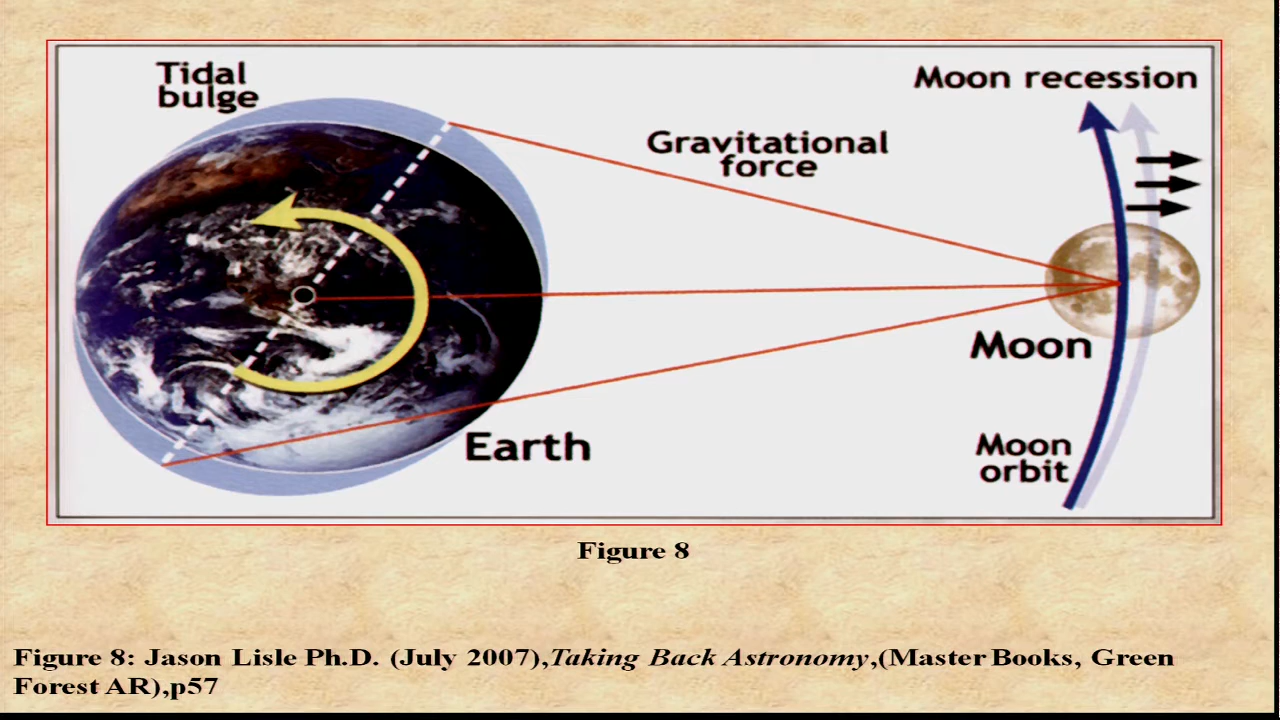 Tidal
bulge
Moon recession
Gravitational
force
Moon
Earth
Moon
orbit
Figure 8
Figure 8: Jason Lisle Ph.D. (July 2007),Taking Back Astronomy,(Master Books, Green
Forest AR),p57